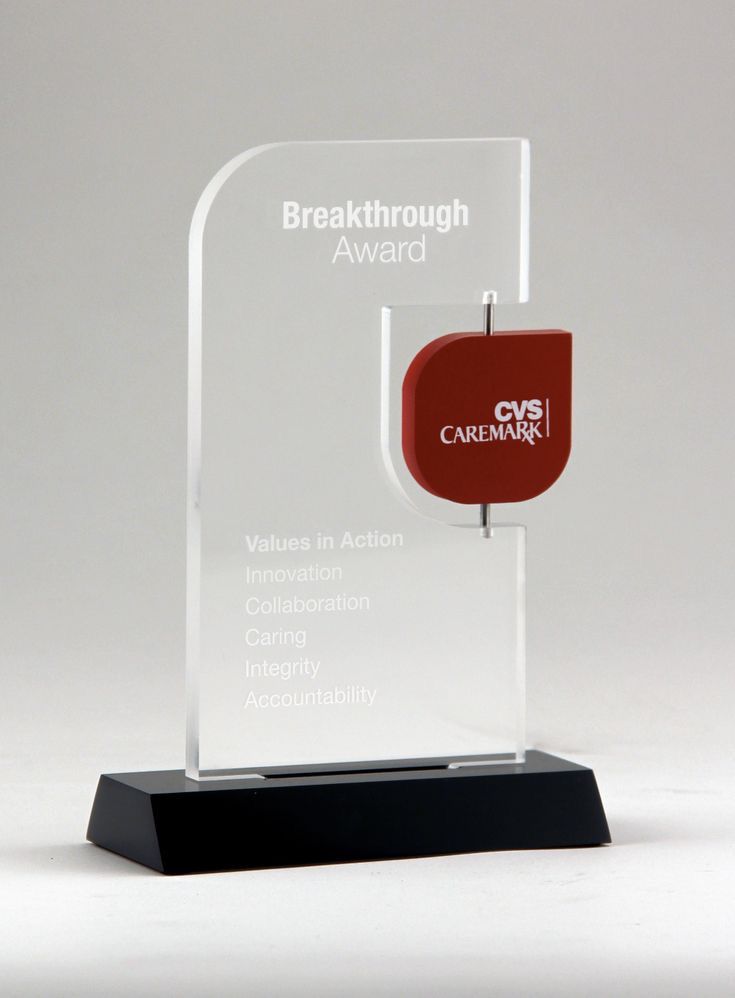 Breakthrough
Award
CVS
CAREMARK
Values in Action
Innovation
Collaboration
Caring
Integrity
Accountability